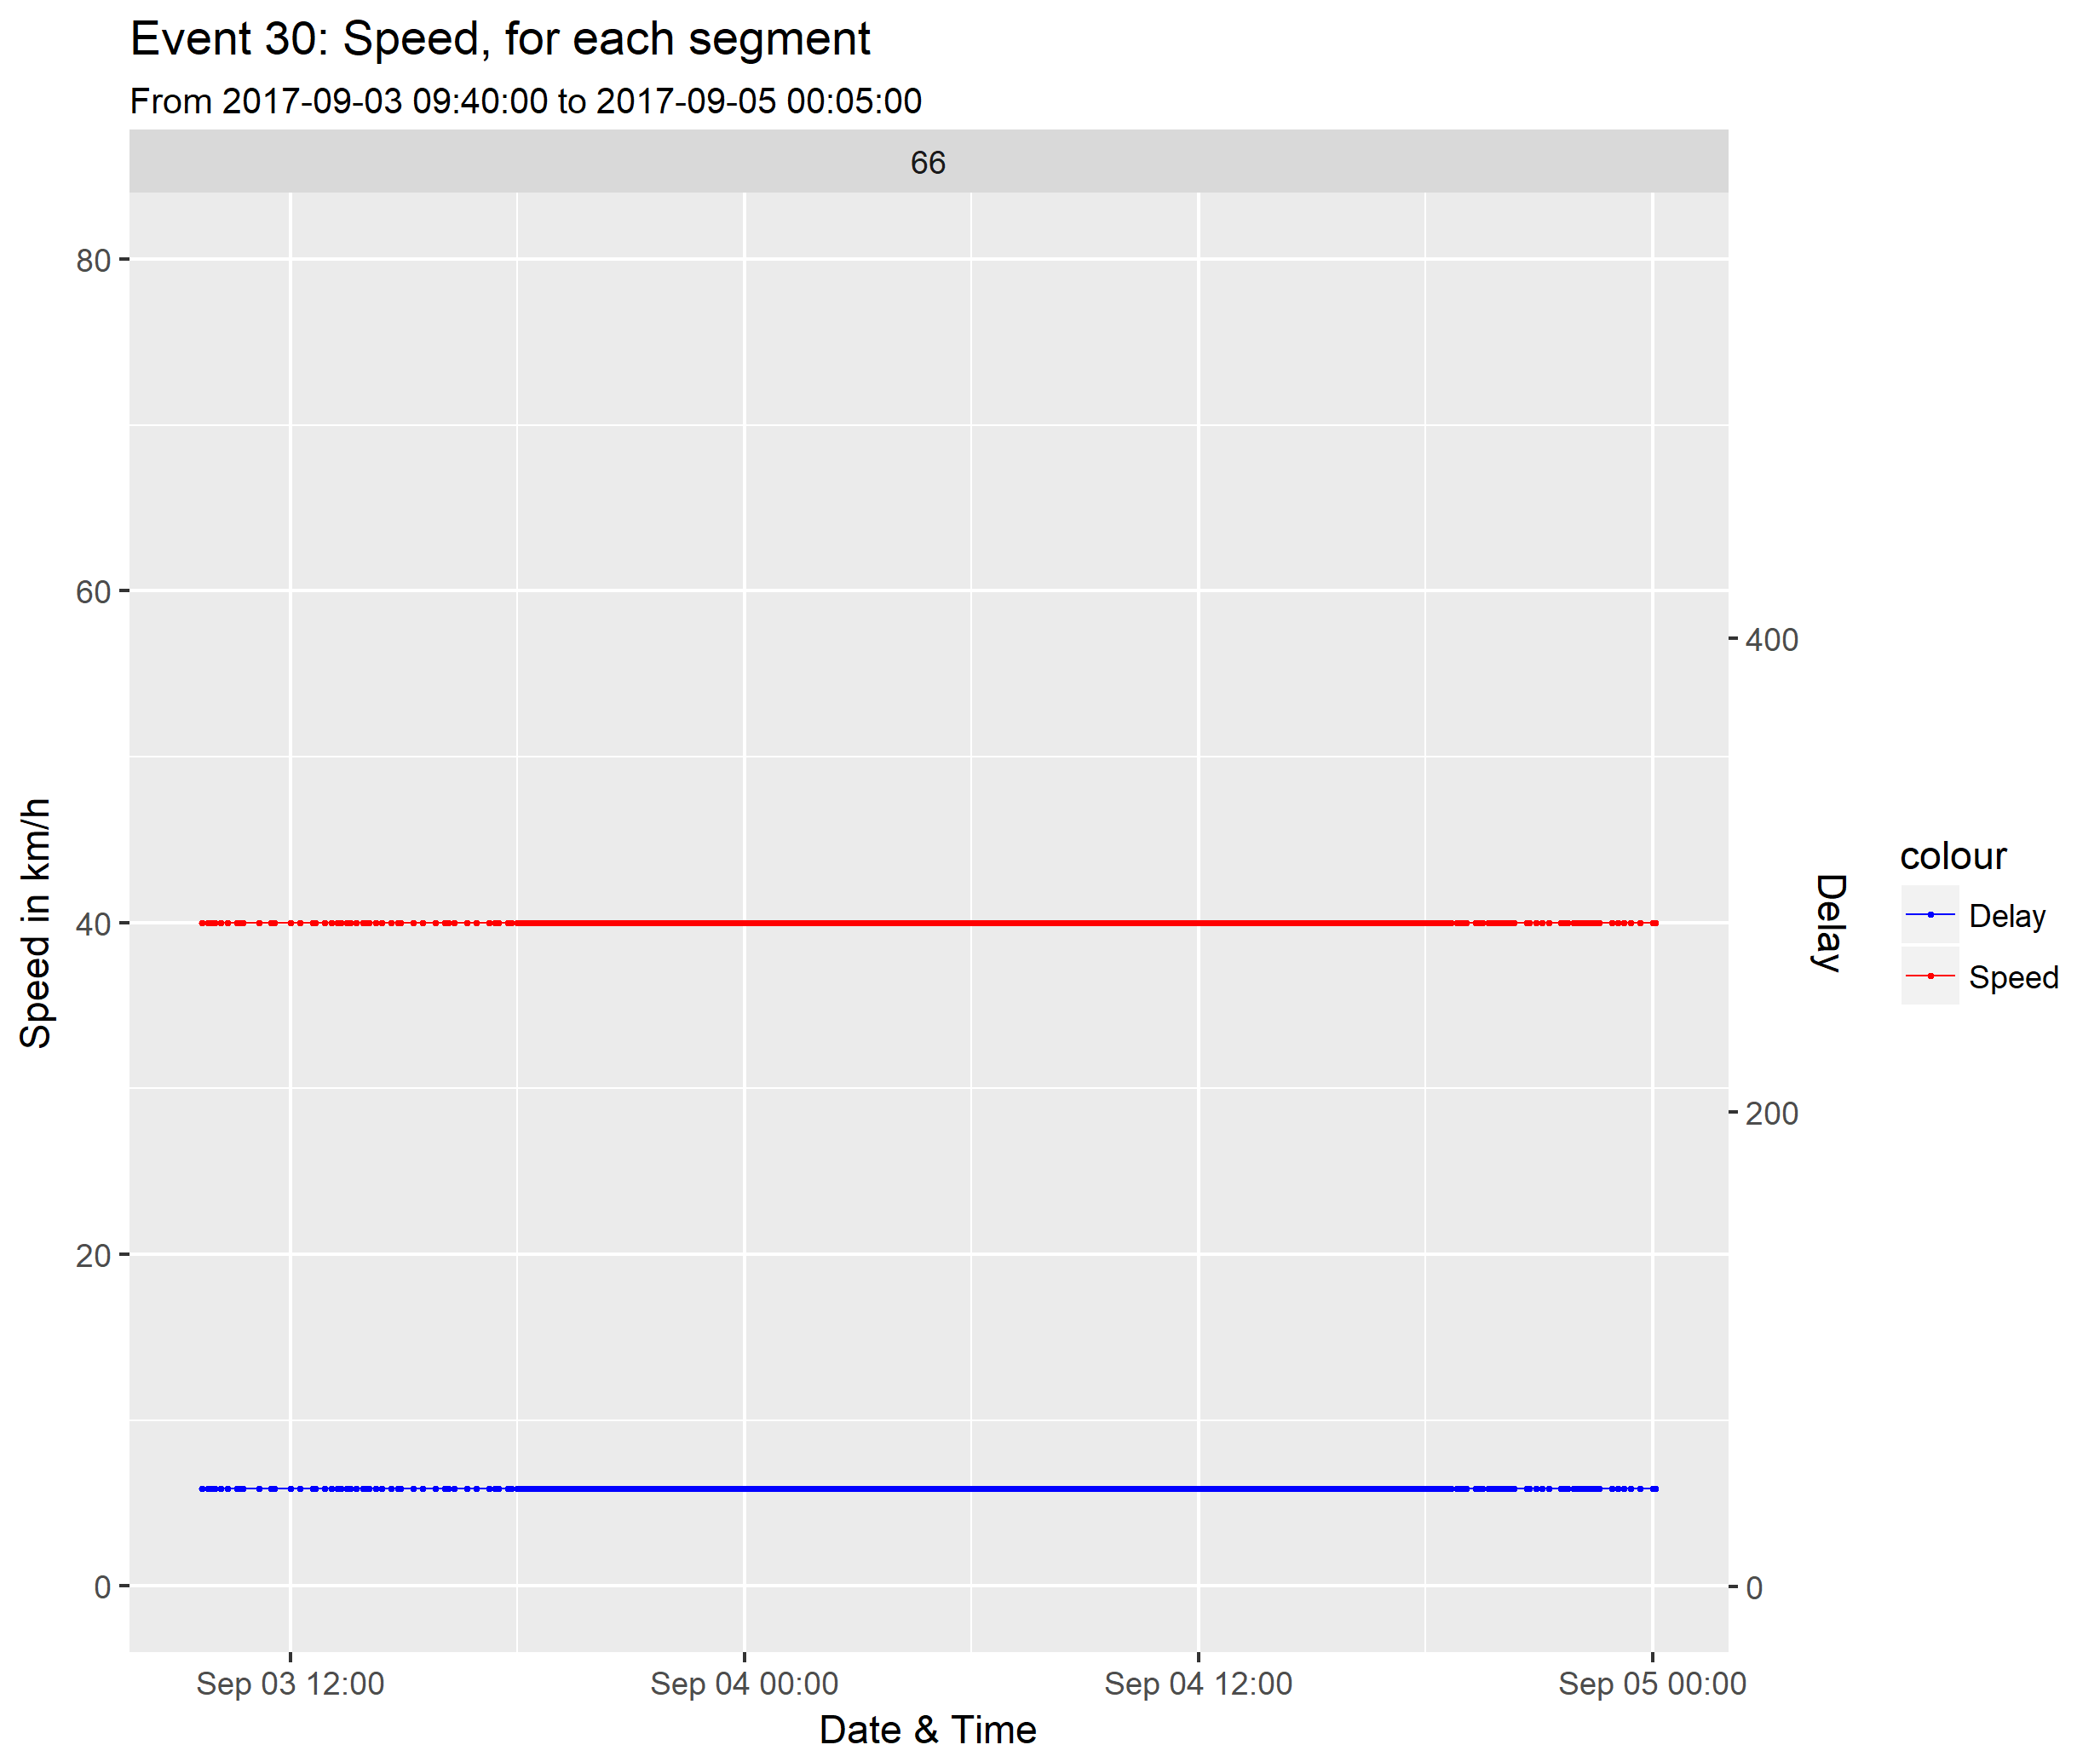 Event 30: Speed, for each segment
From 2017-09-03 09:40:00 to 2017-09-05 00:05:00
66
80
60
40
20
0
Speed in km/h
400
200
0
Delay
colour
Delay
Speed
Sep 03 12:00
Sep 04 00:00
Sep 04 12:00
Sep 05 00:00
Date & Time